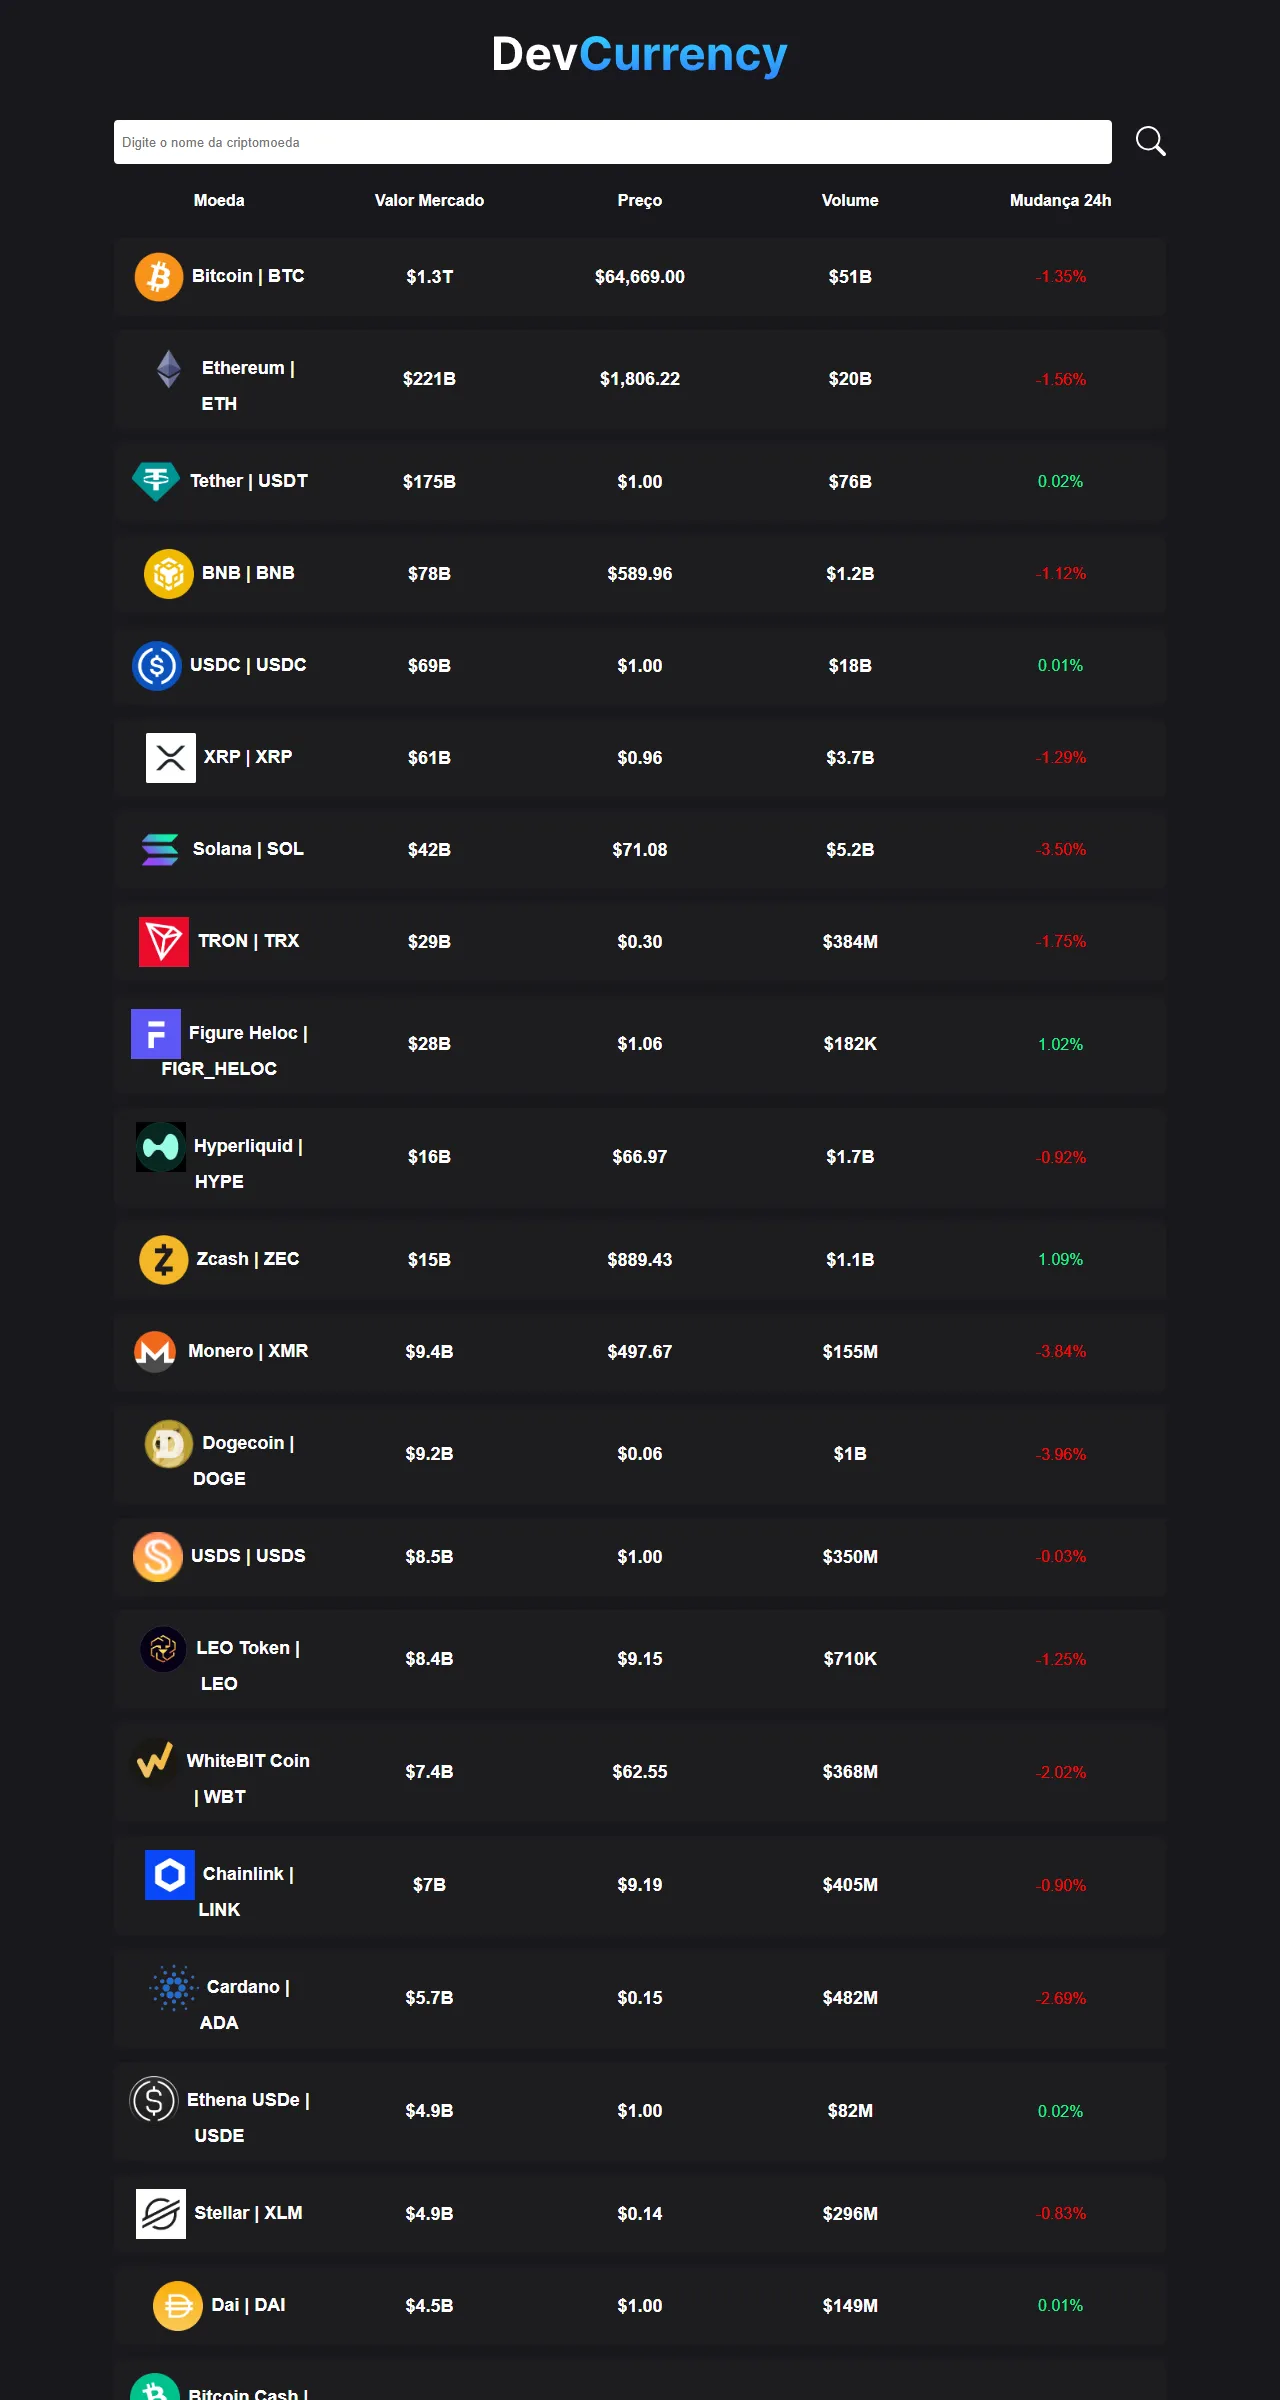 DevCurrency
Digite o nome da criptomoeda
Moeda Valor Mercado Preço Volume Mudança 24h
Bitcoin | BTC $1.3T $64,669.00 $51B -1.35%
Ethereum |
ETH $221B $1,806.22 $20B -1.56%
Tether | USDT $175B $1.00 $76B 0.02%
BNB | BNB $78B $589.96 $1.2B -1.12%
USDC | USDC $69B $1.00 $18B 0.01%
XRP | XRP $61B $0.96 $3.7B -1.29%
Solana | SOL $42B $71.08 $5.2B -3.50%
TRON | TRX $29B $0.30 $384M -1.75%
Figure Heloc |
FIGR_HELOC $28B $1.06 $182K 1.02%
Hyperliquid |
HYPE $16B $66.97 $1.7B -0.92%
Zcash | ZEC $15B $889.43 $1.1B 1.09%
Monero | XMR $9.4B $497.67 $155M -3.84%
Dogecoin |
DOGE $9.2B $0.06 $1B -3.96%
USDS | USDS $8.5B $1.00 $350M -0.03%
LEO Token |
LEO $8.4B $9.15 $710K -1.25%
WhiteBIT Coin
| WBT $7.4B $62.55 $368M -2.02%
Chainlink |
LINK $7B $9.19 $405M -0.90%
Cardano |
ADA $5.7B $0.15 $482M -2.69%
Ethena USDe |
USDE $4.9B $1.00 $82M 0.02%
Stellar | XLM $4.9B $0.14 $296M -0.83%
Dai | DAI $4.5B $1.00 $149M 0.01%
Bitcoin Cash |